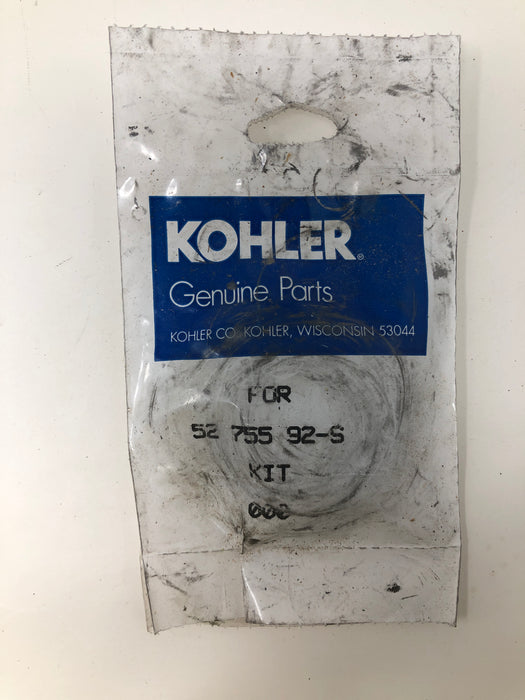 KOHLER®
Genuine Parts
KOHLER CO. KOHLER, WISCONSIN 53044
FOR
52 755 92-S
KIT